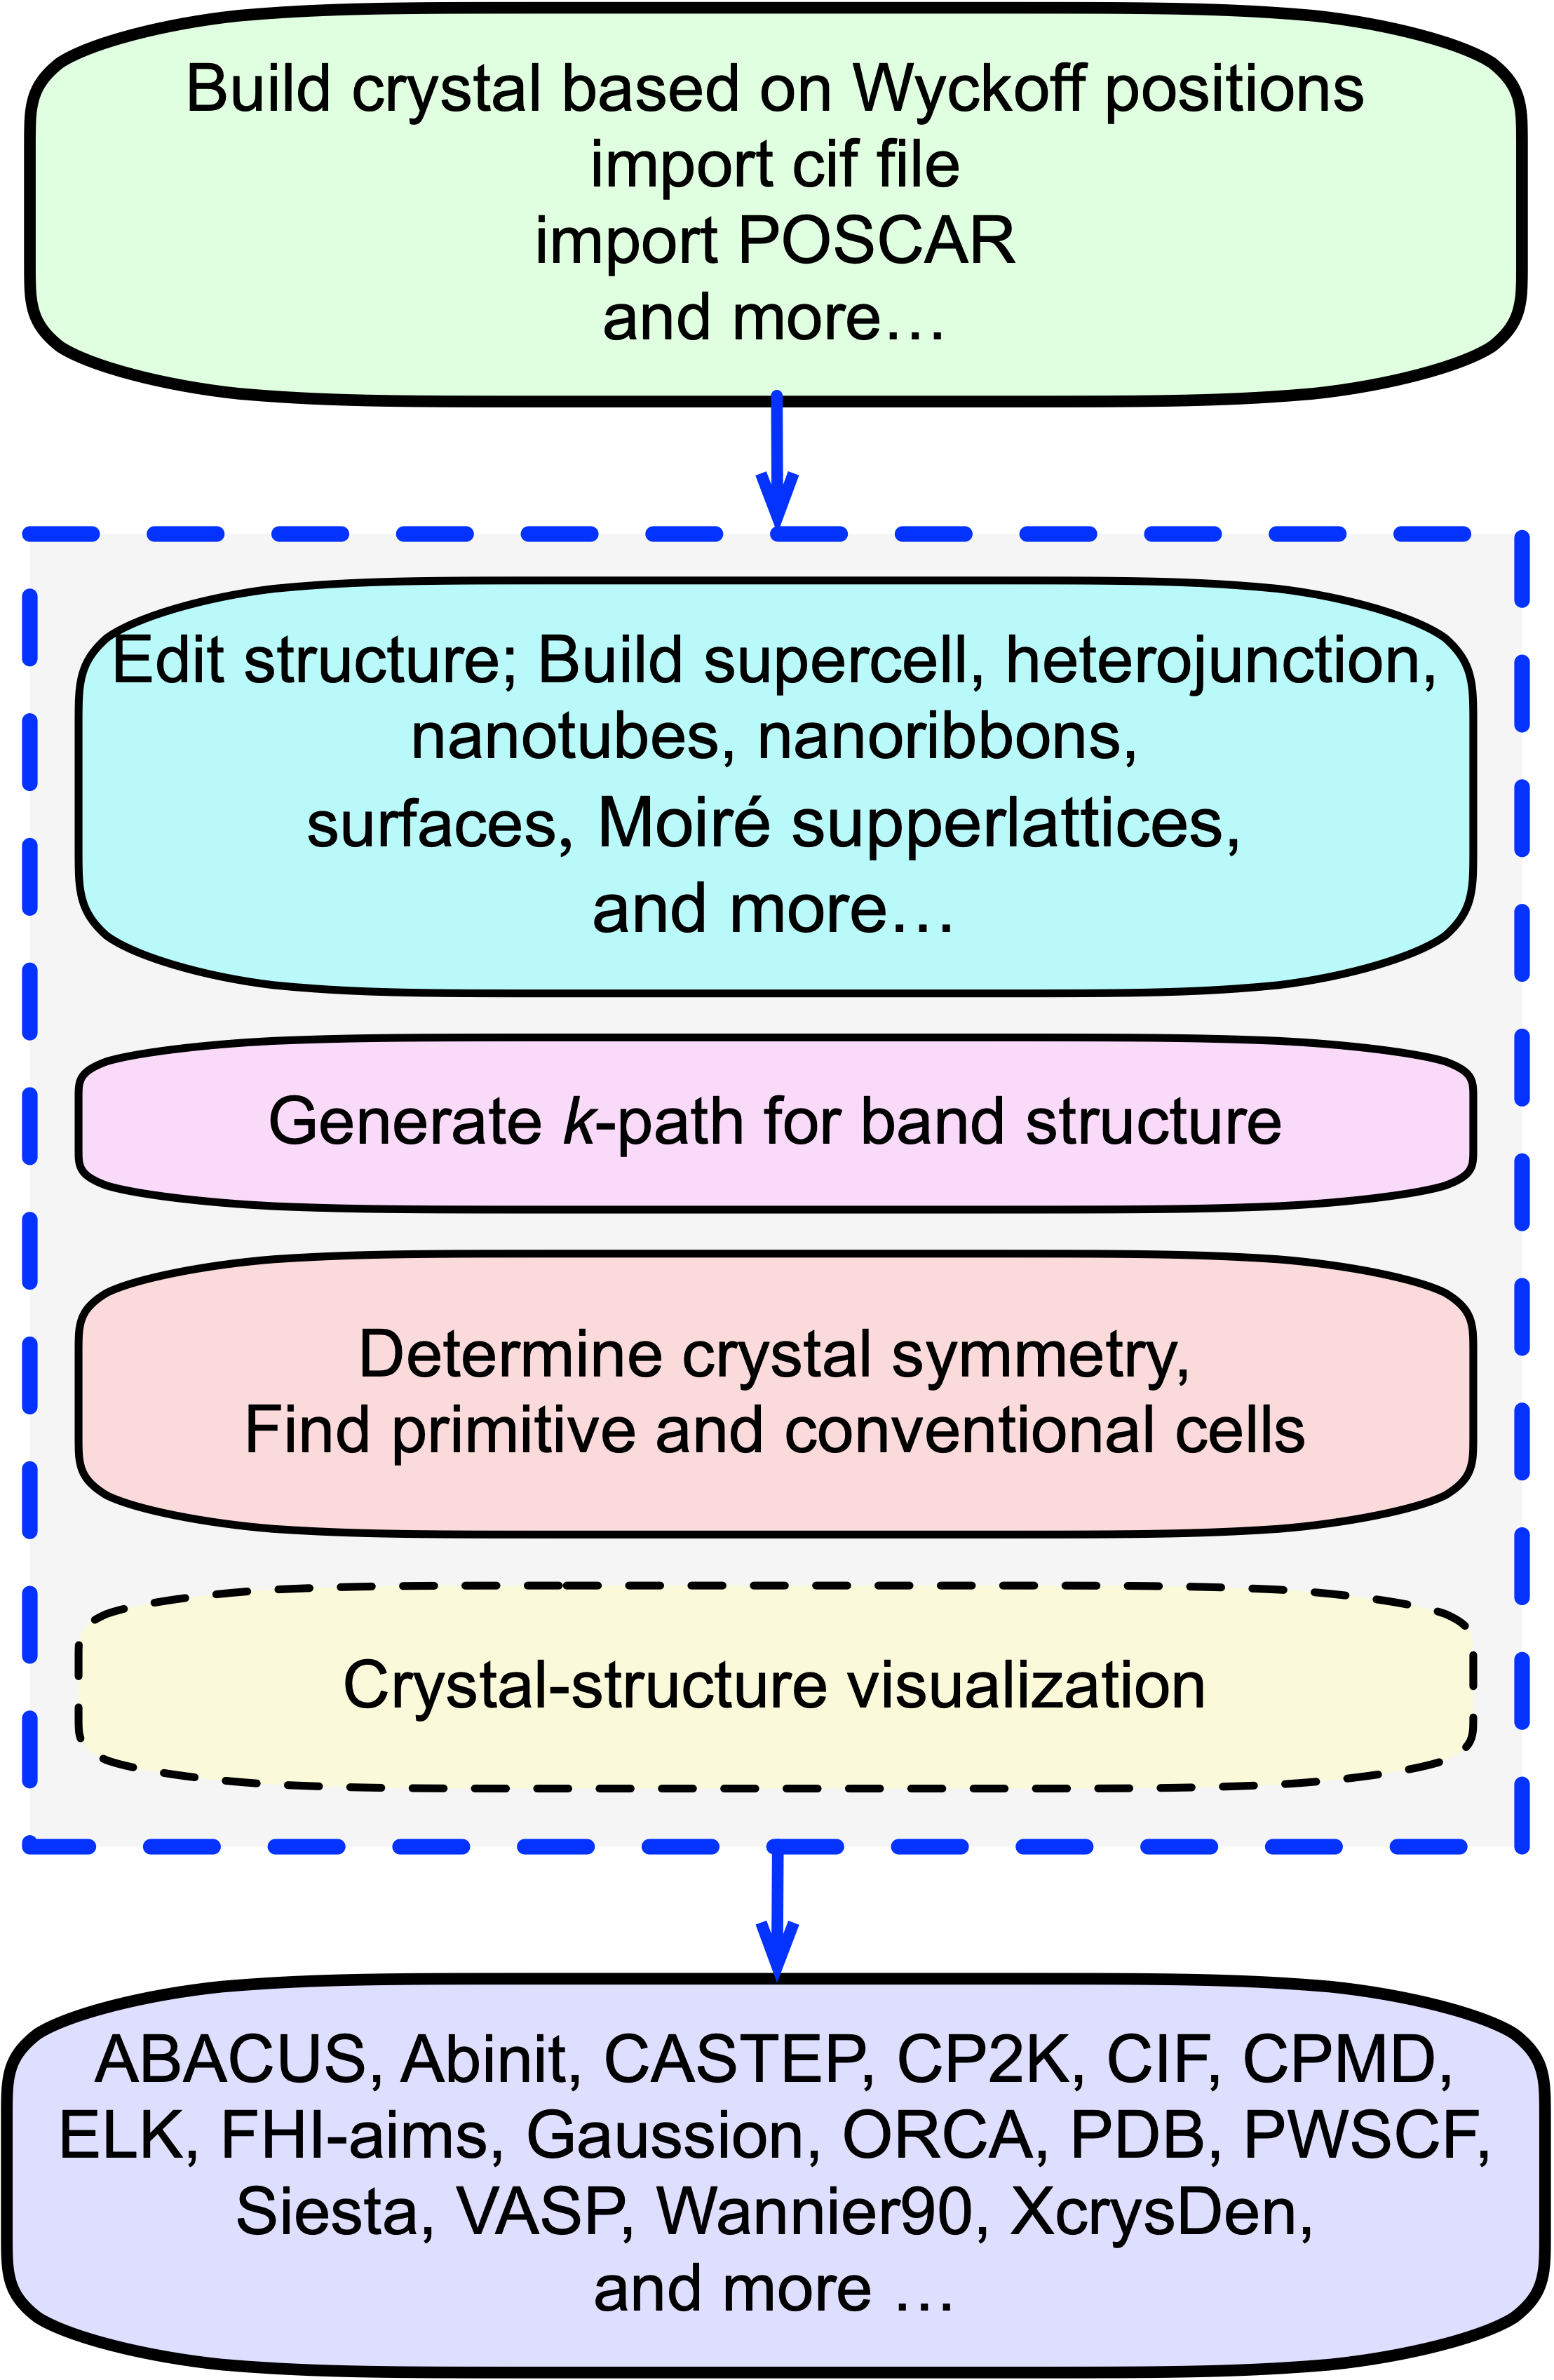 Build crystal based on Wyckoff positions
import cif file
import POSCAR
and more…
Edit structure; Build supercell, heterojunction,
nanotubes, nanoribbons,
surfaces, Moiré supperlattices,
and more…
Generate k-path for band structure
Determine crystal symmetry,
Find primitive and conventional cells
Crystal-structure visualization
ABACUS, Abinit, CASTEP, CP2K, CIF, CPMD,
ELK, FHI-aims, Gaussion, ORCA, PDB, PWSCF,
Siesta, VASP, Wannier90, XcrysDen,
and more …